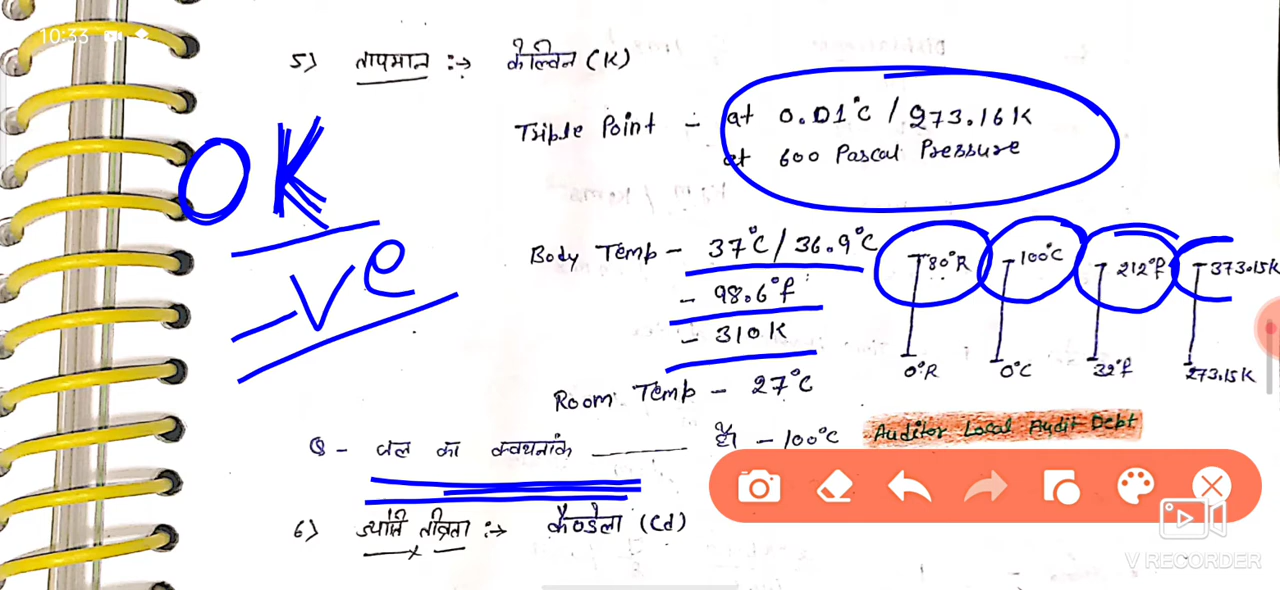 10:33
5) तापमान :→ केल्विन (K)
Triple Point - at 0.01°C / 273.16K
at 600 Pascal Pressure
OK
-ve
Body Temp - 37°C / 36.9°C
- 98.6°f
- 310K
80°R 100°C 212°f 373.15K
0°R 0°C 32°f 273.15K
Room Temp - 27°C
Q - जल का क्वथनांक ______ है। - 100°C
Auditor Local Audit Debt
6) ज्योति तीव्रता :→ कैण्डेला (Cd)
V RECORDER